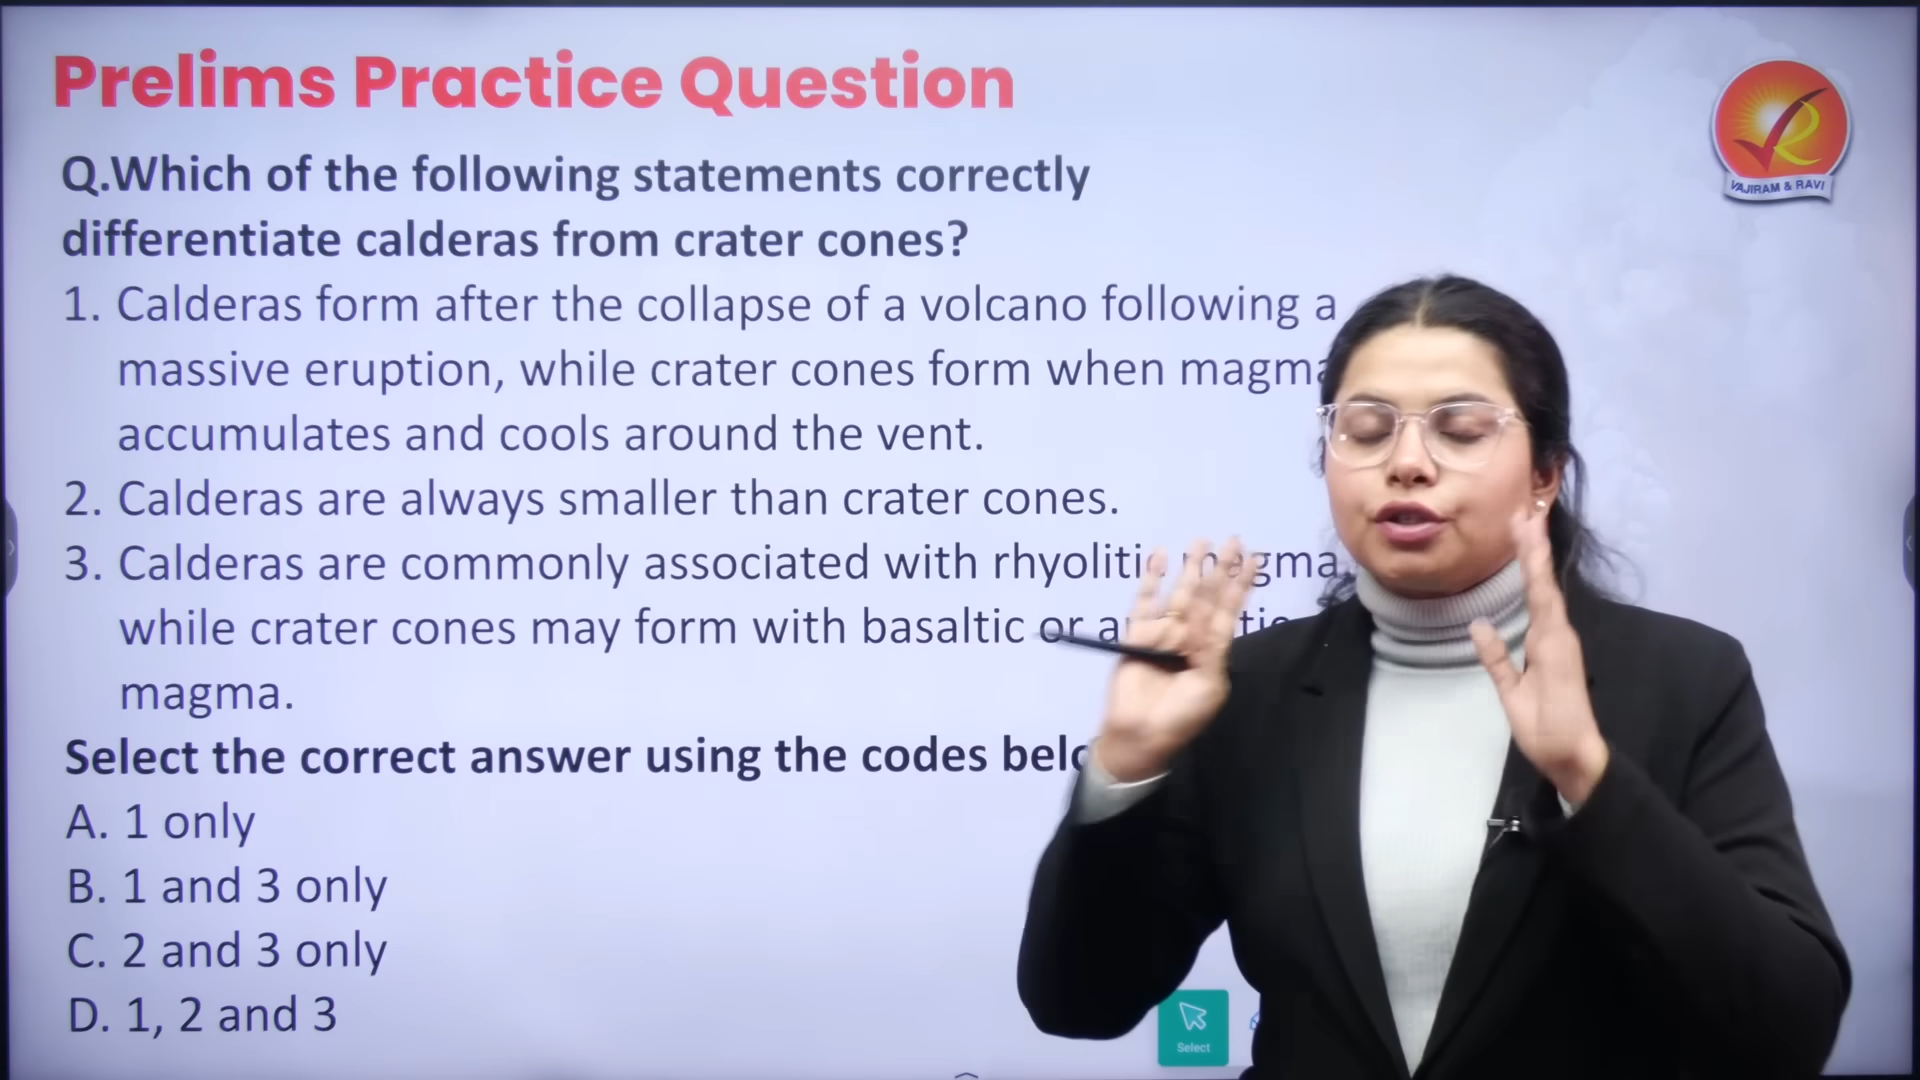 Prelims Practice Question
VAJIRAM & RAVI
Q.Which of the following statements correctly
differentiate calderas from crater cones?
1. Calderas form after the collapse of a volcano following a
massive eruption, while crater cones form when magma
accumulates and cools around the vent.
2. Calderas are always smaller than crater cones.
3. Calderas are commonly associated with rhyolitic magma
while crater cones may form with basaltic or
magma.
Select the correct answer using the codes
A. 1 only
B. 1 and 3 only
C. 2 and 3 only
D. 1, 2 and 3
Select